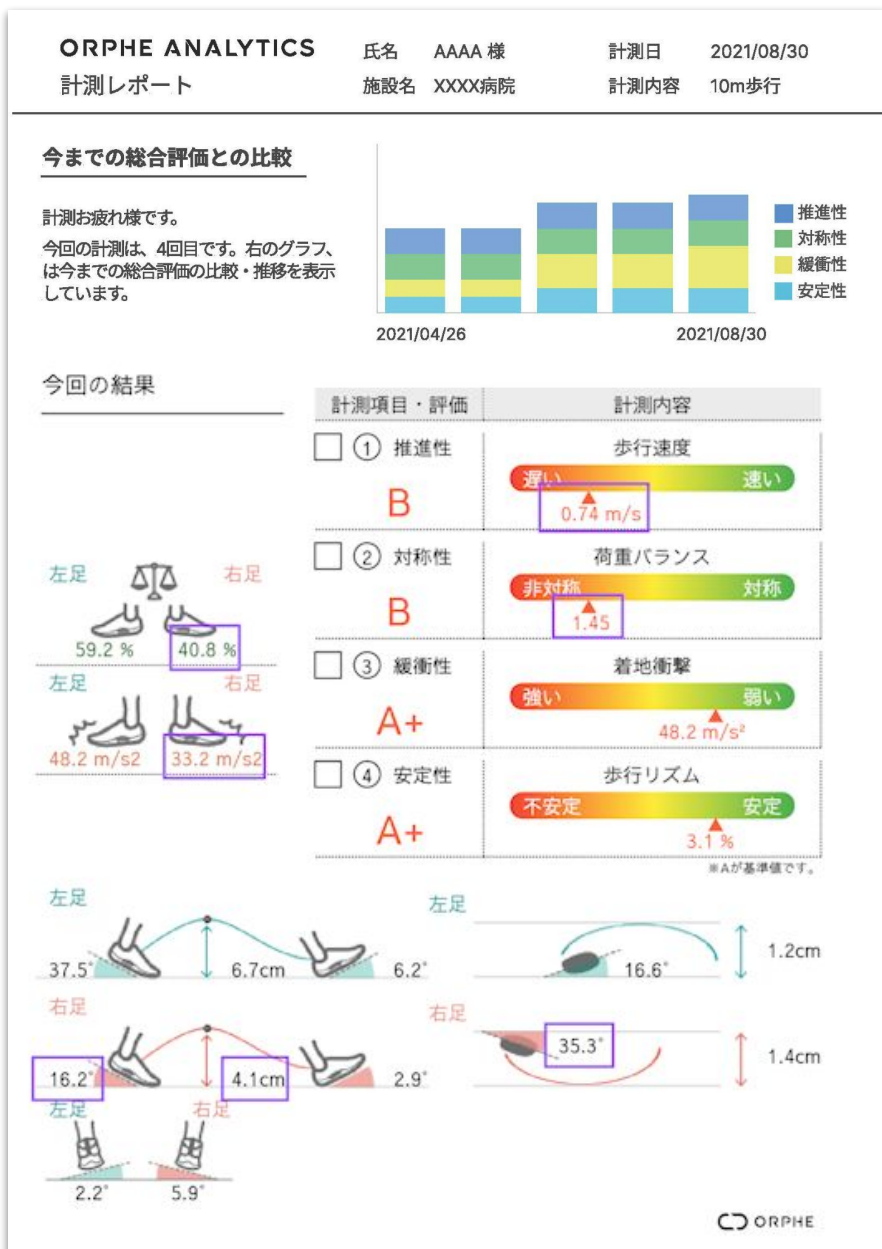 ORPHE ANALYTICS
計測レポート
氏名 AAAA 様
施設名 XXXX病院
計測日 2021/08/30
計測内容 10m歩行
今までの総合評価との比較
計測お疲れ様です。
今回の計測は、4回目です。右のグラフ、
は今までの総合評価の比較・推移を表示
しています。
推進性
対称性
緩衝性
安定性
2021/04/26
2021/08/30
今回の結果
計測項目・評価 計測内容
① 推進性
B
歩行速度
遅い 速い
0.74 m/s
② 対称性
B
荷重バランス
非対称 対称
1.45
③ 緩衝性
A+
着地衝撃
強い 弱い
48.2 m/s²
④ 安定性
A+
歩行リズム
不安定 安定
3.1 %
※Aが基準値です。
左足 右足
59.2 % 40.8 %
左足 右足
48.2 m/s2 33.2 m/s2
左足
37.5° 6.7cm 6.2°
左足
16.6° 1.2cm
右足
16.2° 4.1cm 2.9°
右足
35.3° 1.4cm
左足 右足
2.2° 5.9°
ORPHE